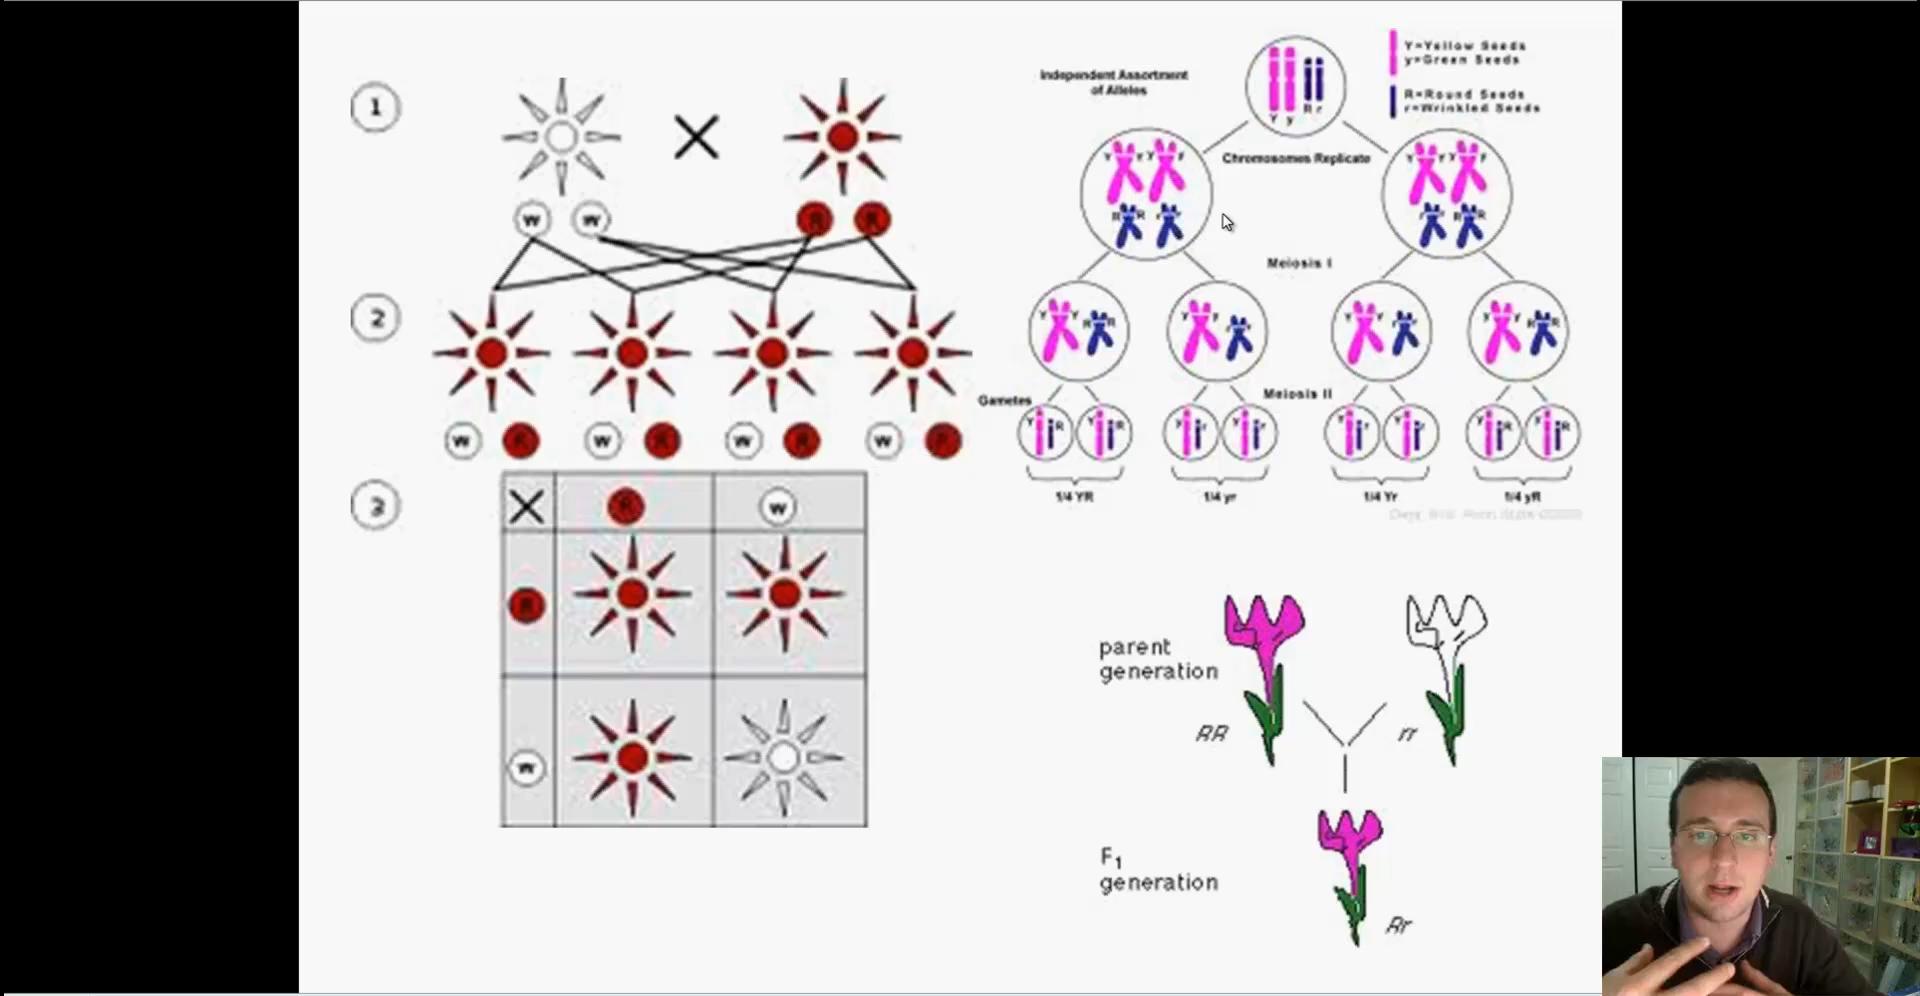 1
w
w
R
R
2
w
R
w
R
w
R
w
R
3
R
w
R
w
Independent Assortment
of Alleles
Y=Yellow Seeds
y=Green Seeds
R=Round Seeds
r=Wrinkled Seeds
Y y
R r
Chromosomes Replicate
Meiosis I
Meiosis II
Gametes
1/4 YR
1/4 yr
1/4 Yr
1/4 yR
parent
generation
RR
rr
F1
generation
Rr